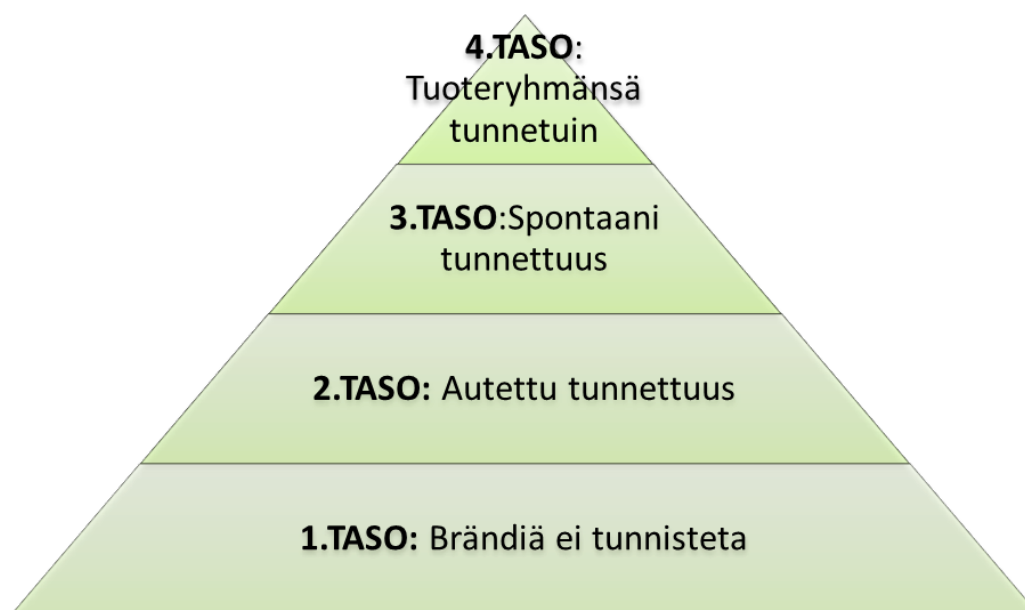 4.TASO:
Tuoteryhmänsä
tunnetuin
3.TASO:Spontaani
tunnettuus
2.TASO: Autettu tunnettuus
1.TASO: Brändiä ei tunnisteta